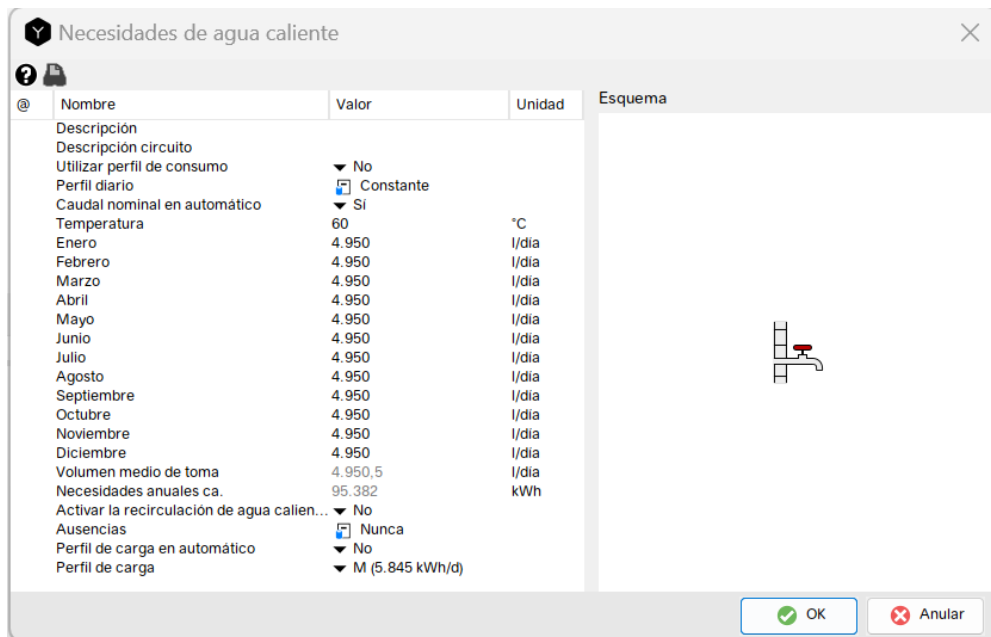 Necesidades de agua caliente
@ Nombre Valor Unidad Esquema
Descripción
Descripción circuito
Utilizar perfil de consumo No
Perfil diario Constante
Caudal nominal en automático Sí
Temperatura 60 °C
Enero 4.950 l/día
Febrero 4.950 l/día
Marzo 4.950 l/día
Abril 4.950 l/día
Mayo 4.950 l/día
Junio 4.950 l/día
Julio 4.950 l/día
Agosto 4.950 l/día
Septiembre 4.950 l/día
Octubre 4.950 l/día
Noviembre 4.950 l/día
Diciembre 4.950 l/día
Volumen medio de toma 4.950,5 l/día
Necesidades anuales ca. 95.382 kWh
Activar la recirculación de agua calien... No
Ausencias Nunca
Perfil de carga en automático No
Perfil de carga M (5.845 kWh/d)
OK Anular